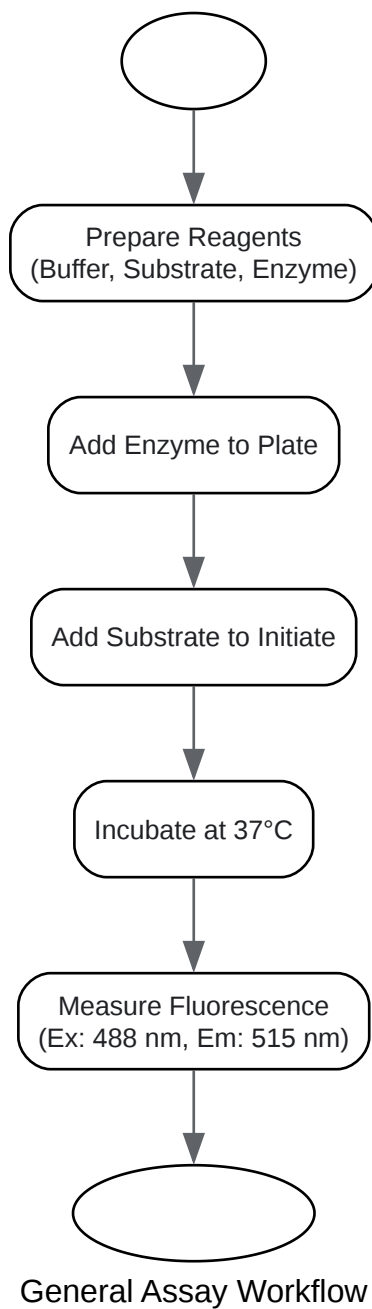 Prepare Reagents
(Buffer, Substrate, Enzyme)
Add Enzyme to Plate
Add Substrate to Initiate
Incubate at 37°C
Measure Fluorescence
(Ex: 488 nm, Em: 515 nm)
General Assay Workflow